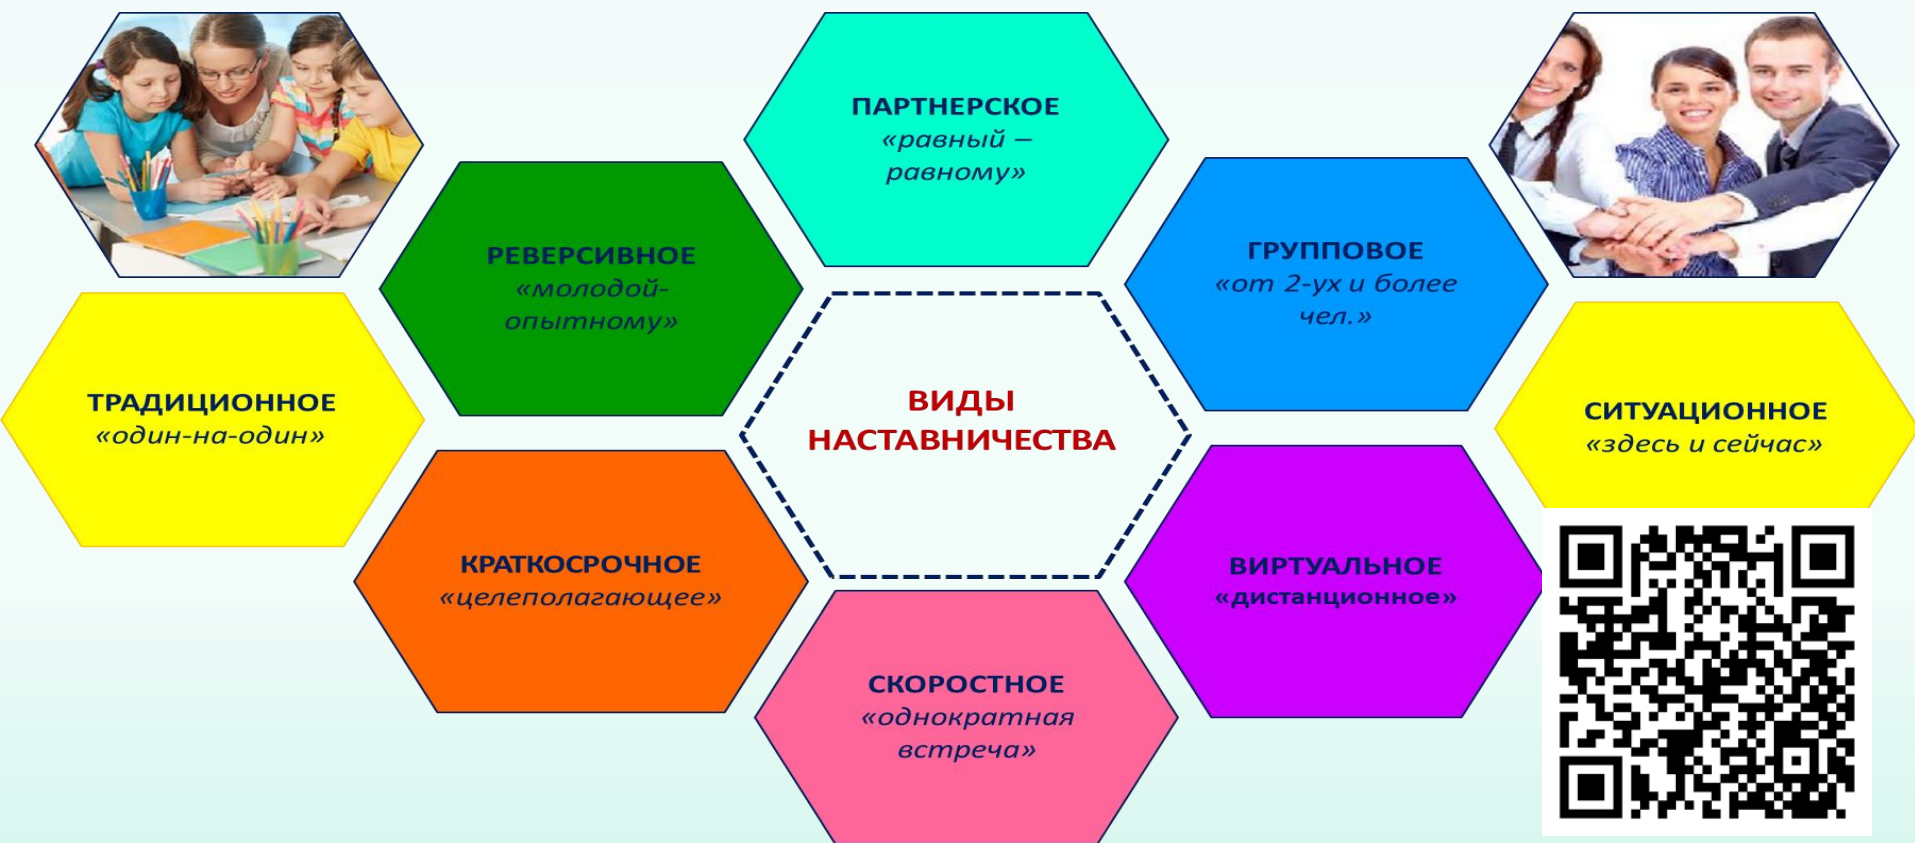 ПАРТНЕРСКОЕ
«равный –
равному»
РЕВЕРСИВНОЕ
«молодой-
опытному»
ГРУППОВОЕ
«от 2-ух и более
чел.»
ТРАДИЦИОННОЕ
«один-на-один»
ВИДЫ
НАСТАВНИЧЕСТВА
СИТУАЦИОННОЕ
«здесь и сейчас»
КРАТКОСРОЧНОЕ
«целеполагающее»
ВИРТУАЛЬНОЕ
«дистанционное»
СКОРОСТНОЕ
«однократная
встреча»